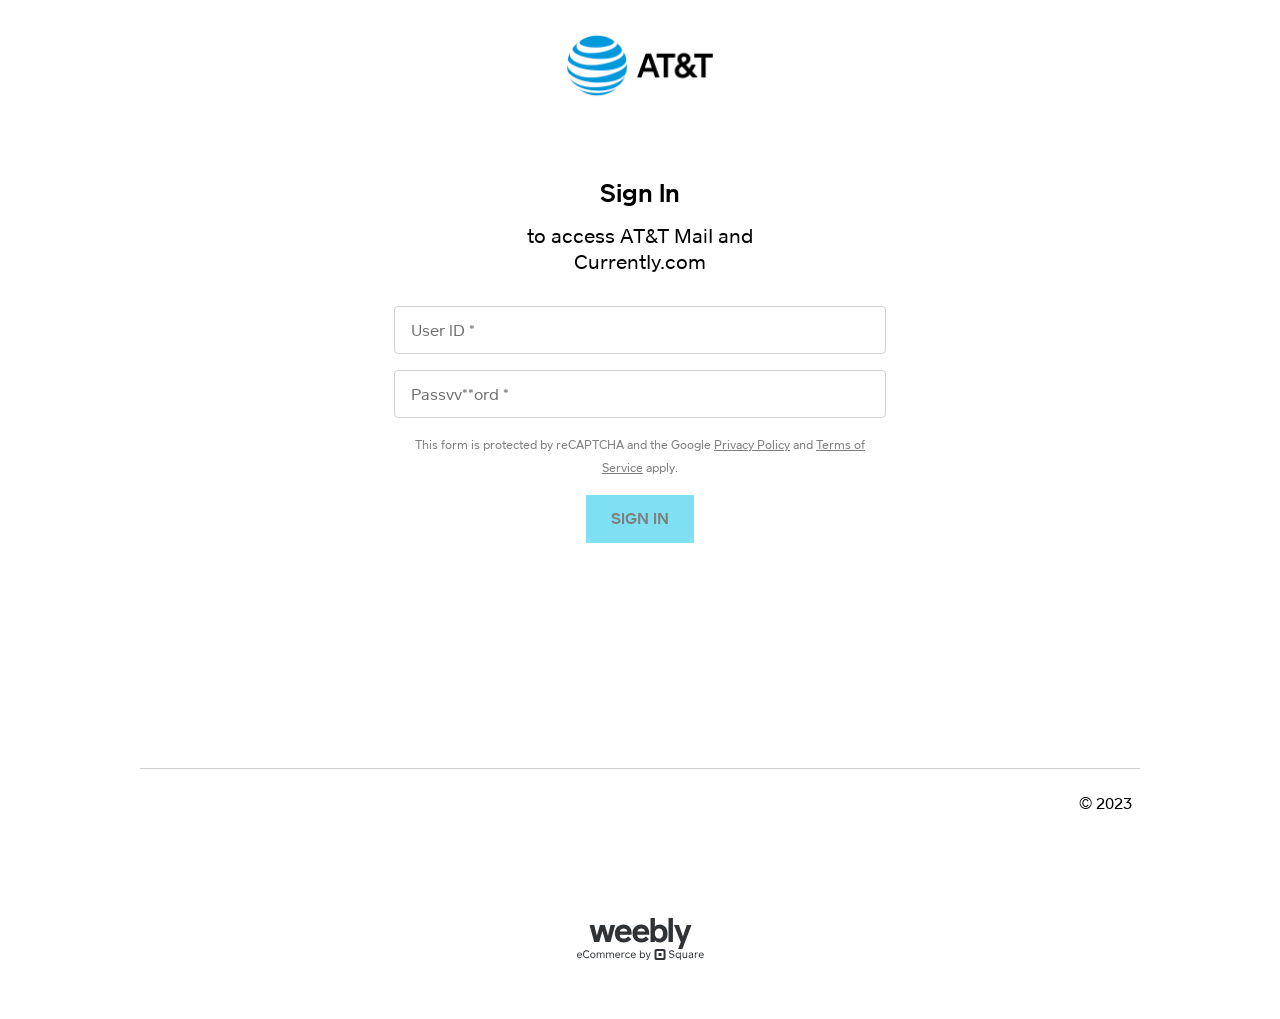 AT&T
Sign In
to access AT&T Mail and
Currently.com
User ID *
Passvv**ord *
This form is protected by reCAPTCHA and the Google Privacy Policy and Terms of
Service apply.
SIGN IN
© 2023
weebly
eCommerce by Square